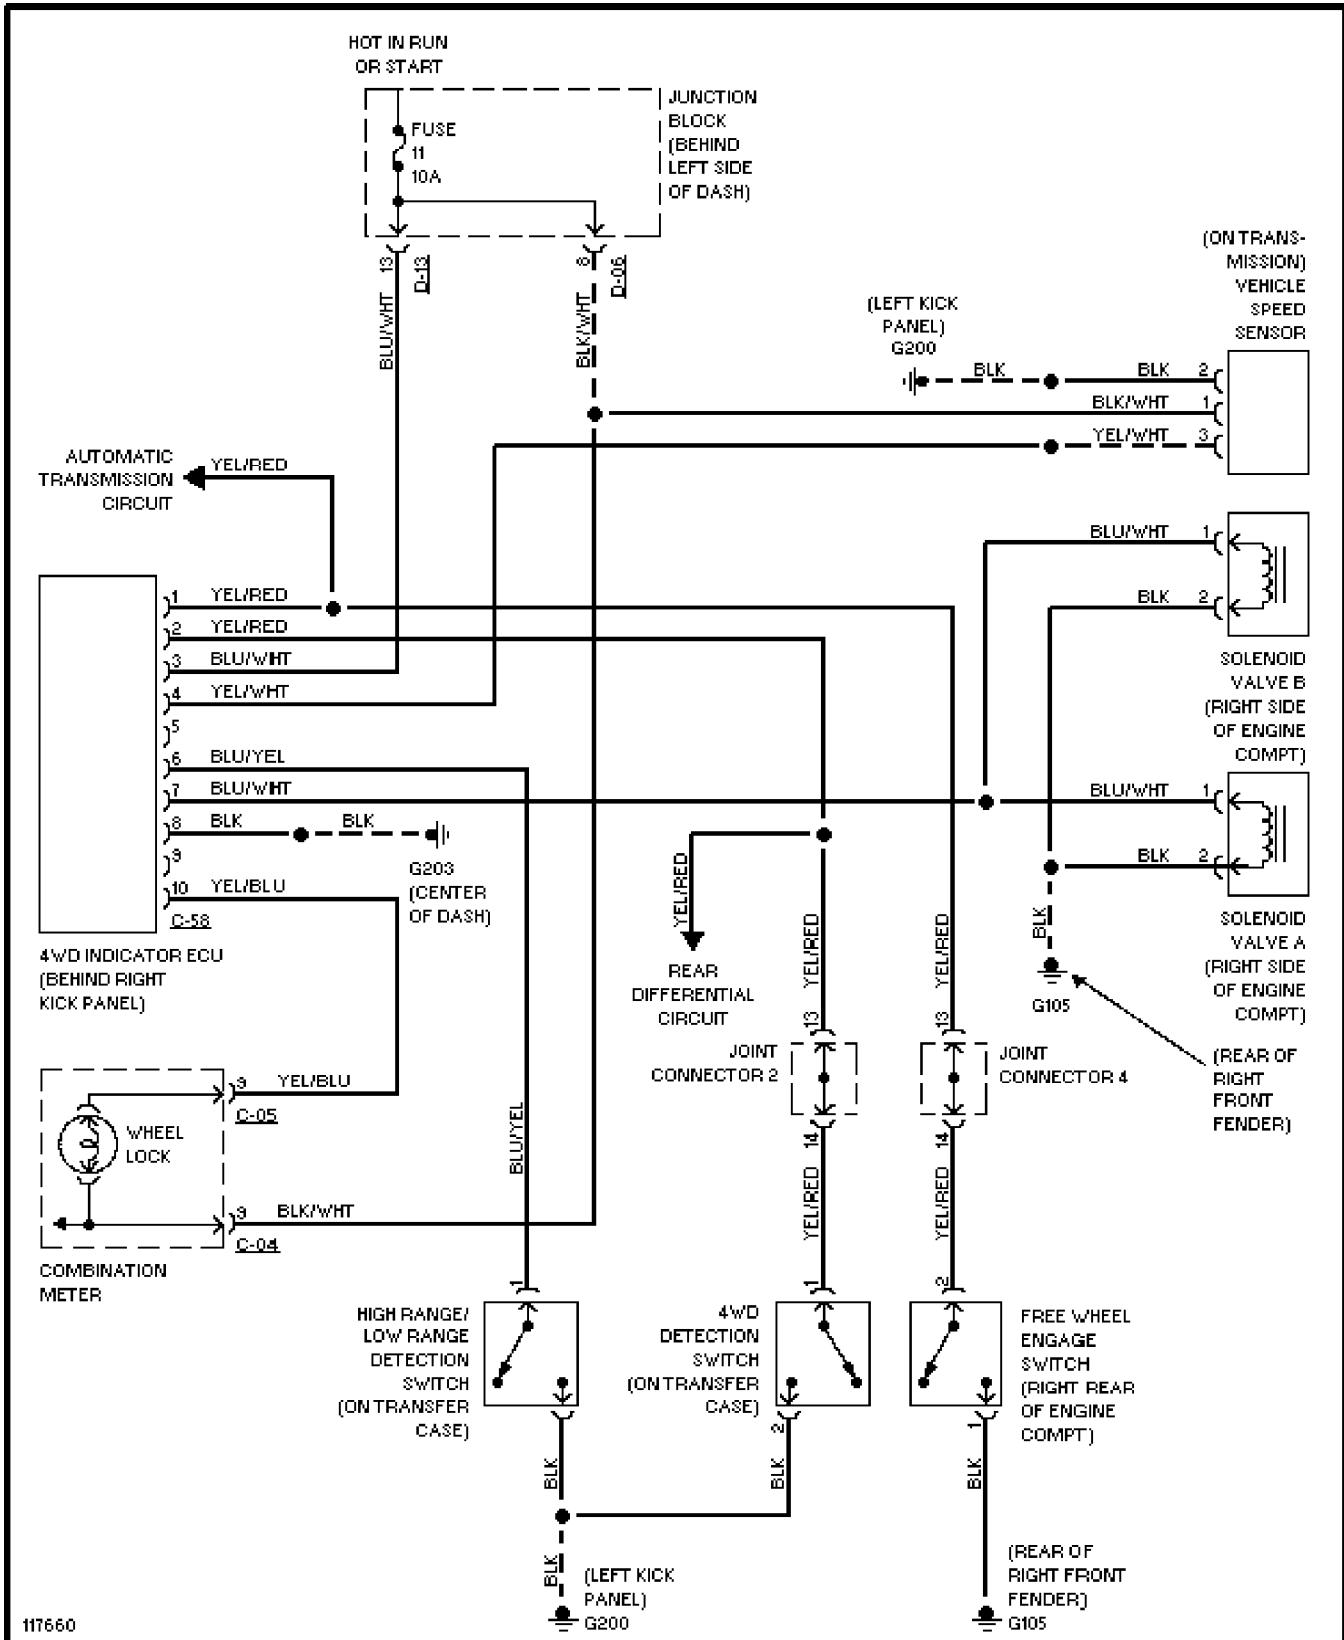 HOT IN RUN
OR START
JUNCTION
BLOCK
(BEHIND
LEFT SIDE
OF DASH)
FUSE
11
10A
13
D-13
8
D-06
BLU/WHT
BLK/WHT
(ON TRANS-
MISSION)
VEHICLE
SPEED
SENSOR
(LEFT KICK
PANEL)
G200
BLK
BLK 2
BLK/WHT 1
YEL/WHT 3
AUTOMATIC
TRANSMISSION
CIRCUIT
YEL/RED
BLU/WHT 1
BLK 2
SOLENOID
VALVE B
(RIGHT SIDE
OF ENGINE
COMPT)
1 YEL/RED
2 YEL/RED
3 BLU/WHT
4 YEL/WHT
5
6 BLU/YEL
7 BLU/WHT
8 BLK
BLK
9
10 YEL/BLU
C-58
G203
(CENTER
OF DASH)
4WD INDICATOR ECU
(BEHIND RIGHT
KICK PANEL)
BLU/WHT 1
BLK 2
SOLENOID
VALVE A
(RIGHT SIDE
OF ENGINE
COMPT)
BLK
G105
(REAR OF
RIGHT
FRONT
FENDER)
YEL/RED
REAR
DIFFERENTIAL
CIRCUIT
YEL/RED
YEL/RED
13
13
JOINT
CONNECTOR 2
JOINT
CONNECTOR 4
14
14
YEL/RED
YEL/RED
9 YEL/BLU
C-05
WHEEL
LOCK
9 BLK/WHT
C-04
COMBINATION
METER
BLU/YEL
1
1
2
HIGH RANGE/
LOW RANGE
DETECTION
SWITCH
(ON TRANSFER
CASE)
4WD
DETECTION
SWITCH
(ON TRANSFER
CASE)
FREE WHEEL
ENGAGE
SWITCH
(RIGHT REAR
OF ENGINE
COMPT)
2
1
BLK
BLK
BLK
BLK
(LEFT KICK
PANEL)
G200
(REAR OF
RIGHT FRONT
FENDER)
G105
117660